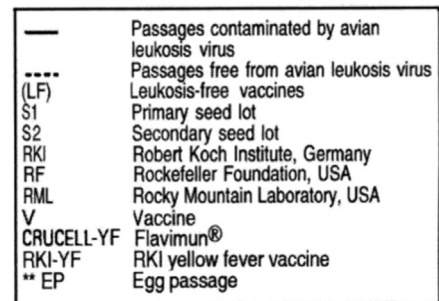 Passages contaminated by avian
leukosis virus
Passages free from avian leukosis virus
(LF) Leukosis-free vaccines
S1 Primary seed lot
S2 Secondary seed lot
RKI Robert Koch Institute, Germany
RF Rockefeller Foundation, USA
RML Rocky Mountain Laboratory, USA
V Vaccine
CRUCELL-YF Flavimun®
RKI-YF RKI yellow fever vaccine
** EP Egg passage